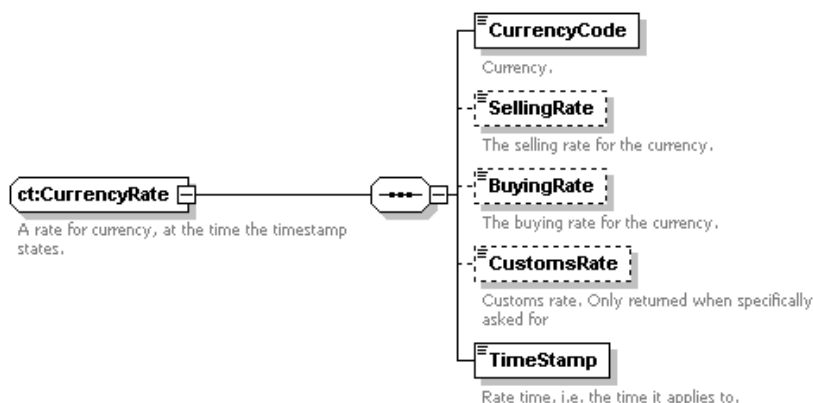 CurrencyCode
Currency.
SellingRate
The selling rate for the currency.
ct:CurrencyRate
A rate for currency, at the time the timestamp
states.
BuyingRate
The buying rate for the currency.
CustomsRate
Customs rate. Only returned when specifically
asked for
TimeStamp
Rate time, i.e. the time it applies to.